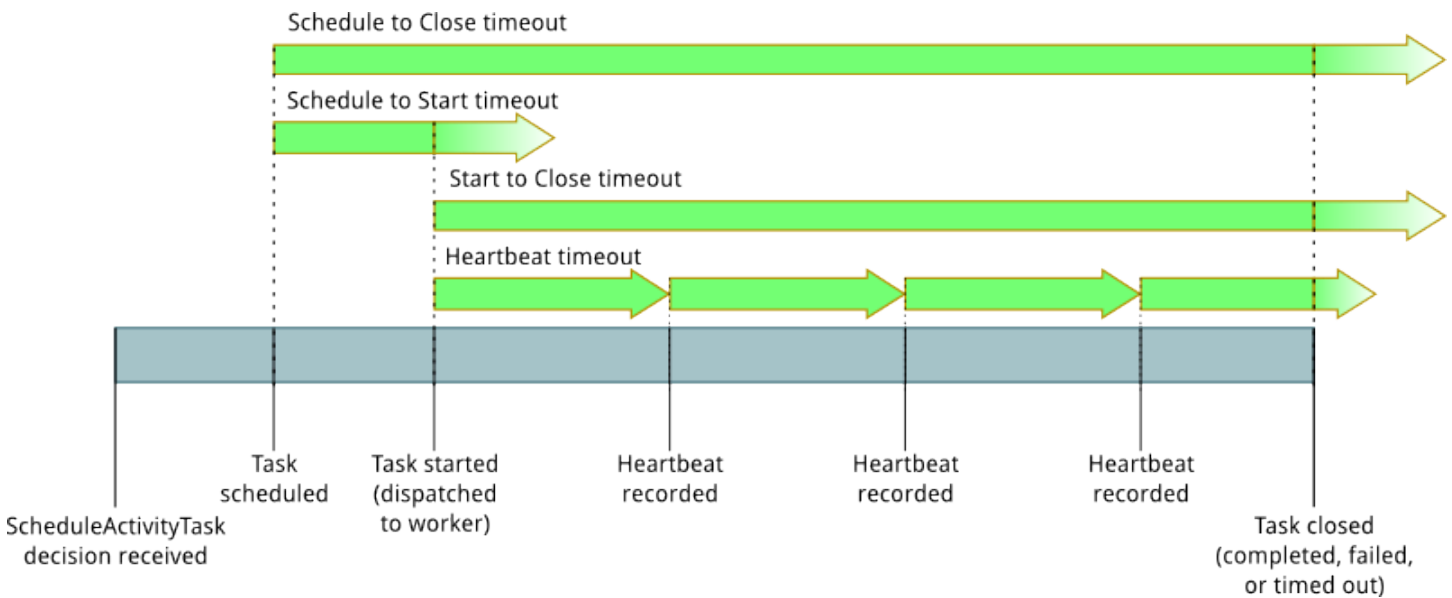 Schedule to Close timeout
Schedule to Start timeout
Start to Close timeout
Heartbeat timeout
Task
scheduled
Task started
(dispatched
to worker)
Heartbeat
recorded
Heartbeat
recorded
Heartbeat
recorded
ScheduleActivityTask
decision received
Task closed
(completed, failed,
or timed out)